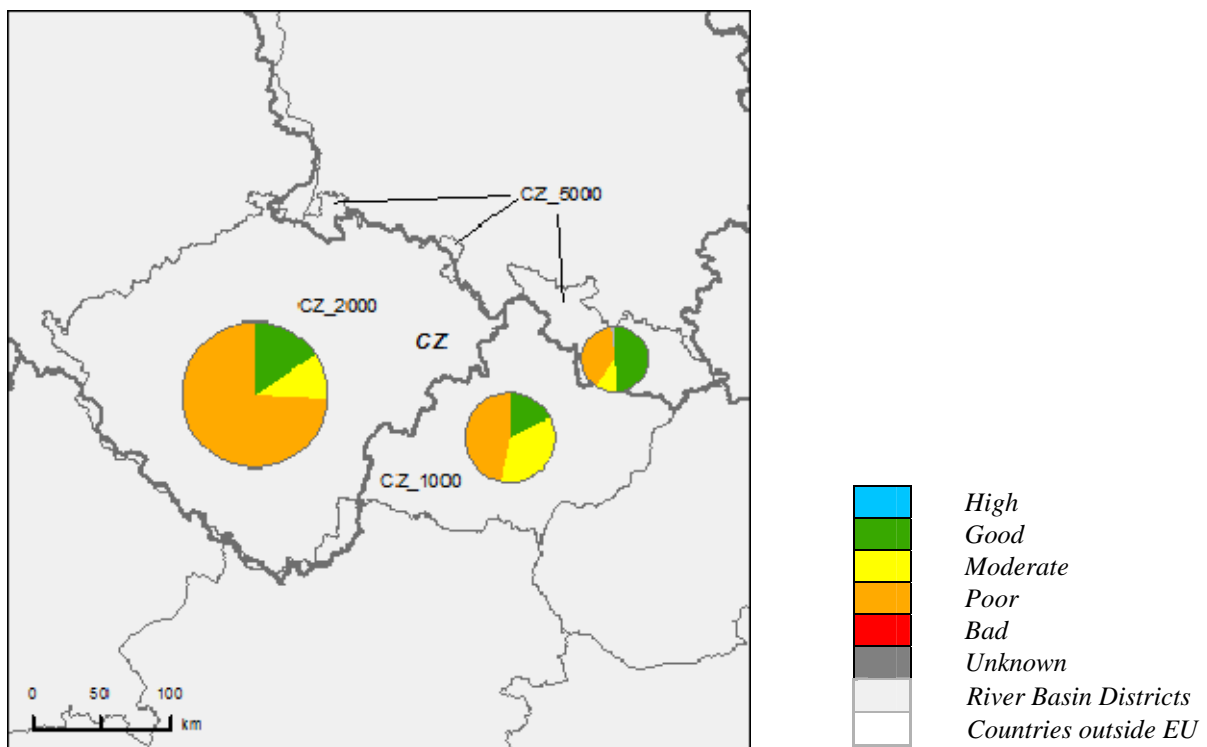 CZ_5000
CZ_2000
CZ
CZ_1000
0 50 100
km
High
Good
Moderate
Poor
Bad
Unknown
River Basin Districts
Countries outside EU